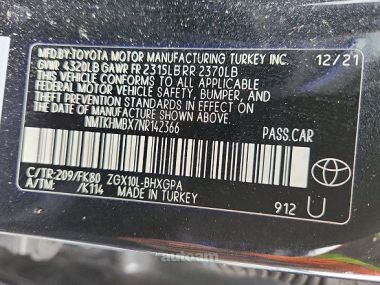 MFD.BY:TOYOTA MOTOR MANUFACTURING TURKEY INC. 12/21
GVWR 4320LB GAWR FR 2315LB RR 2370LB
THIS VEHICLE CONFORMS TO ALL APPLICABLE
FEDERAL MOTOR VEHICLE SAFETY, BUMPER, AND
THEFT PREVENTION STANDARDS IN EFFECT ON
THE DATE OF MANUFACTURE SHOWN ABOVE.
NMTKHMBX7NR142366 PASS.CAR
C/TR:209/FK80 ZGX10L-BHXGPA
A/TM: /K114 MADE IN TURKEY
TOYOTA
912 U
autoam